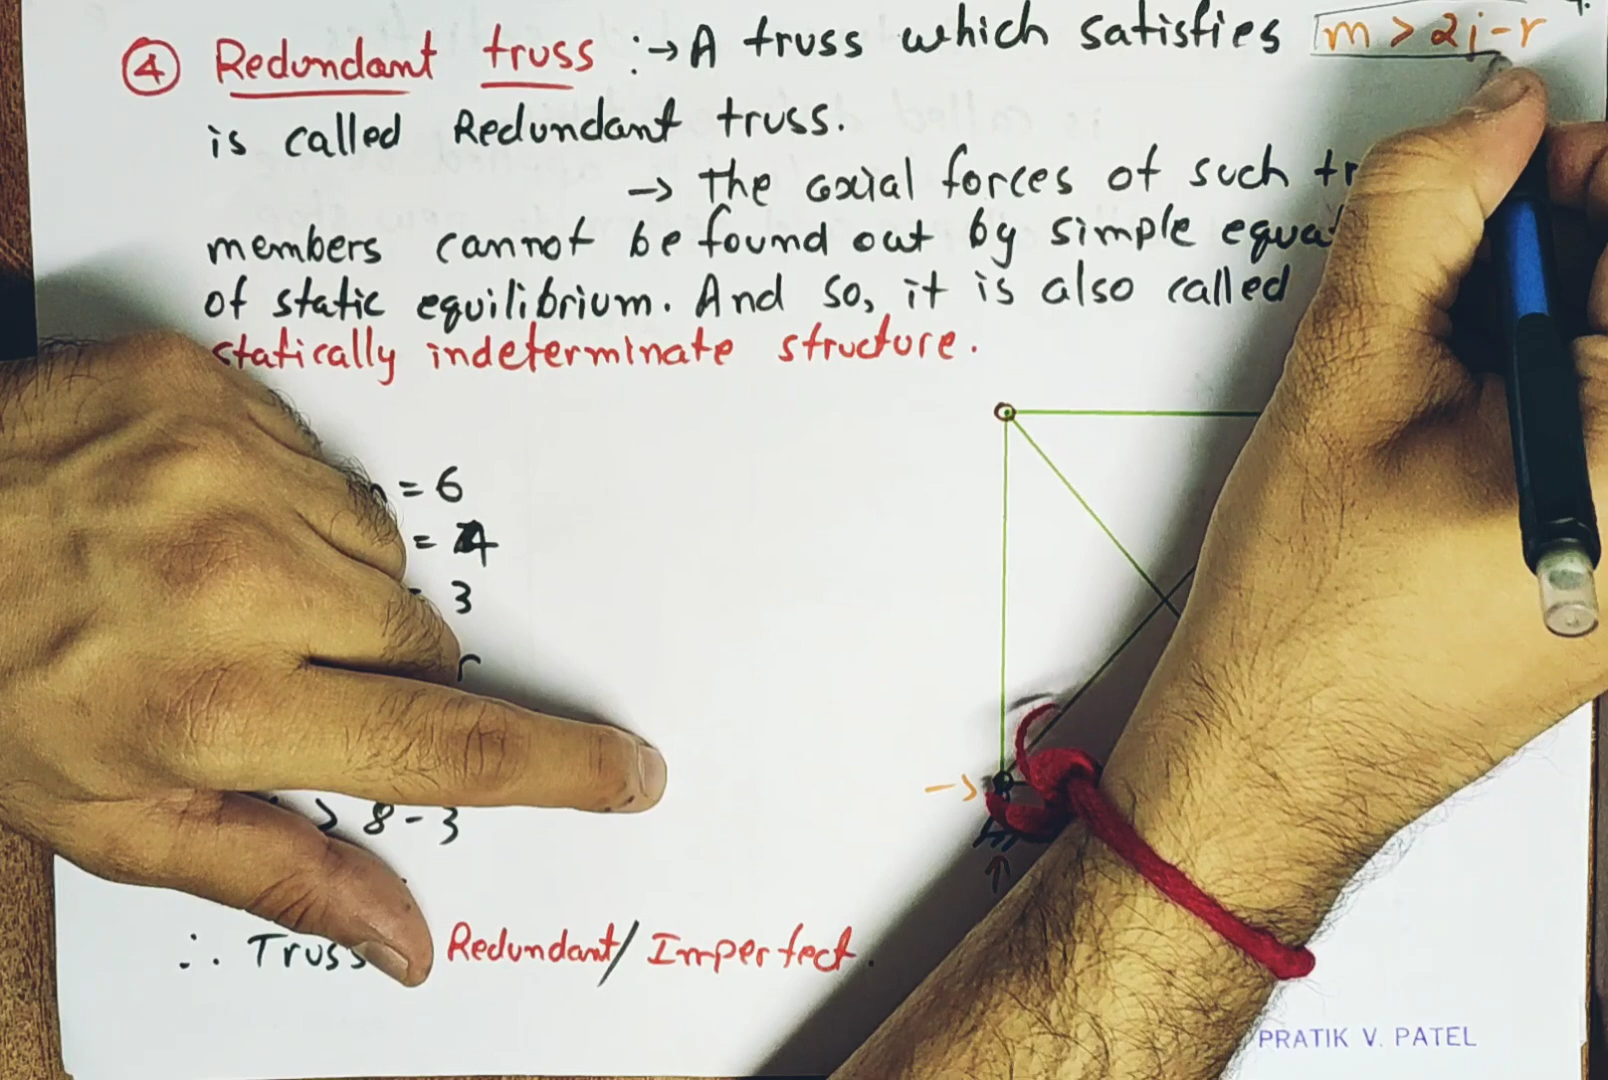 ④ Redundant truss :→ A truss which satisfies m > 2j-r
is called Redundant truss.
→ The axial forces of such
members cannot be found out by simple
of static equilibrium. And so, it is also called
statically indeterminate structure.
= 6
= 4
3
r
> 8 - 3
∴ Truss Redundant/Imperfect.
PRATIK V. PATEL